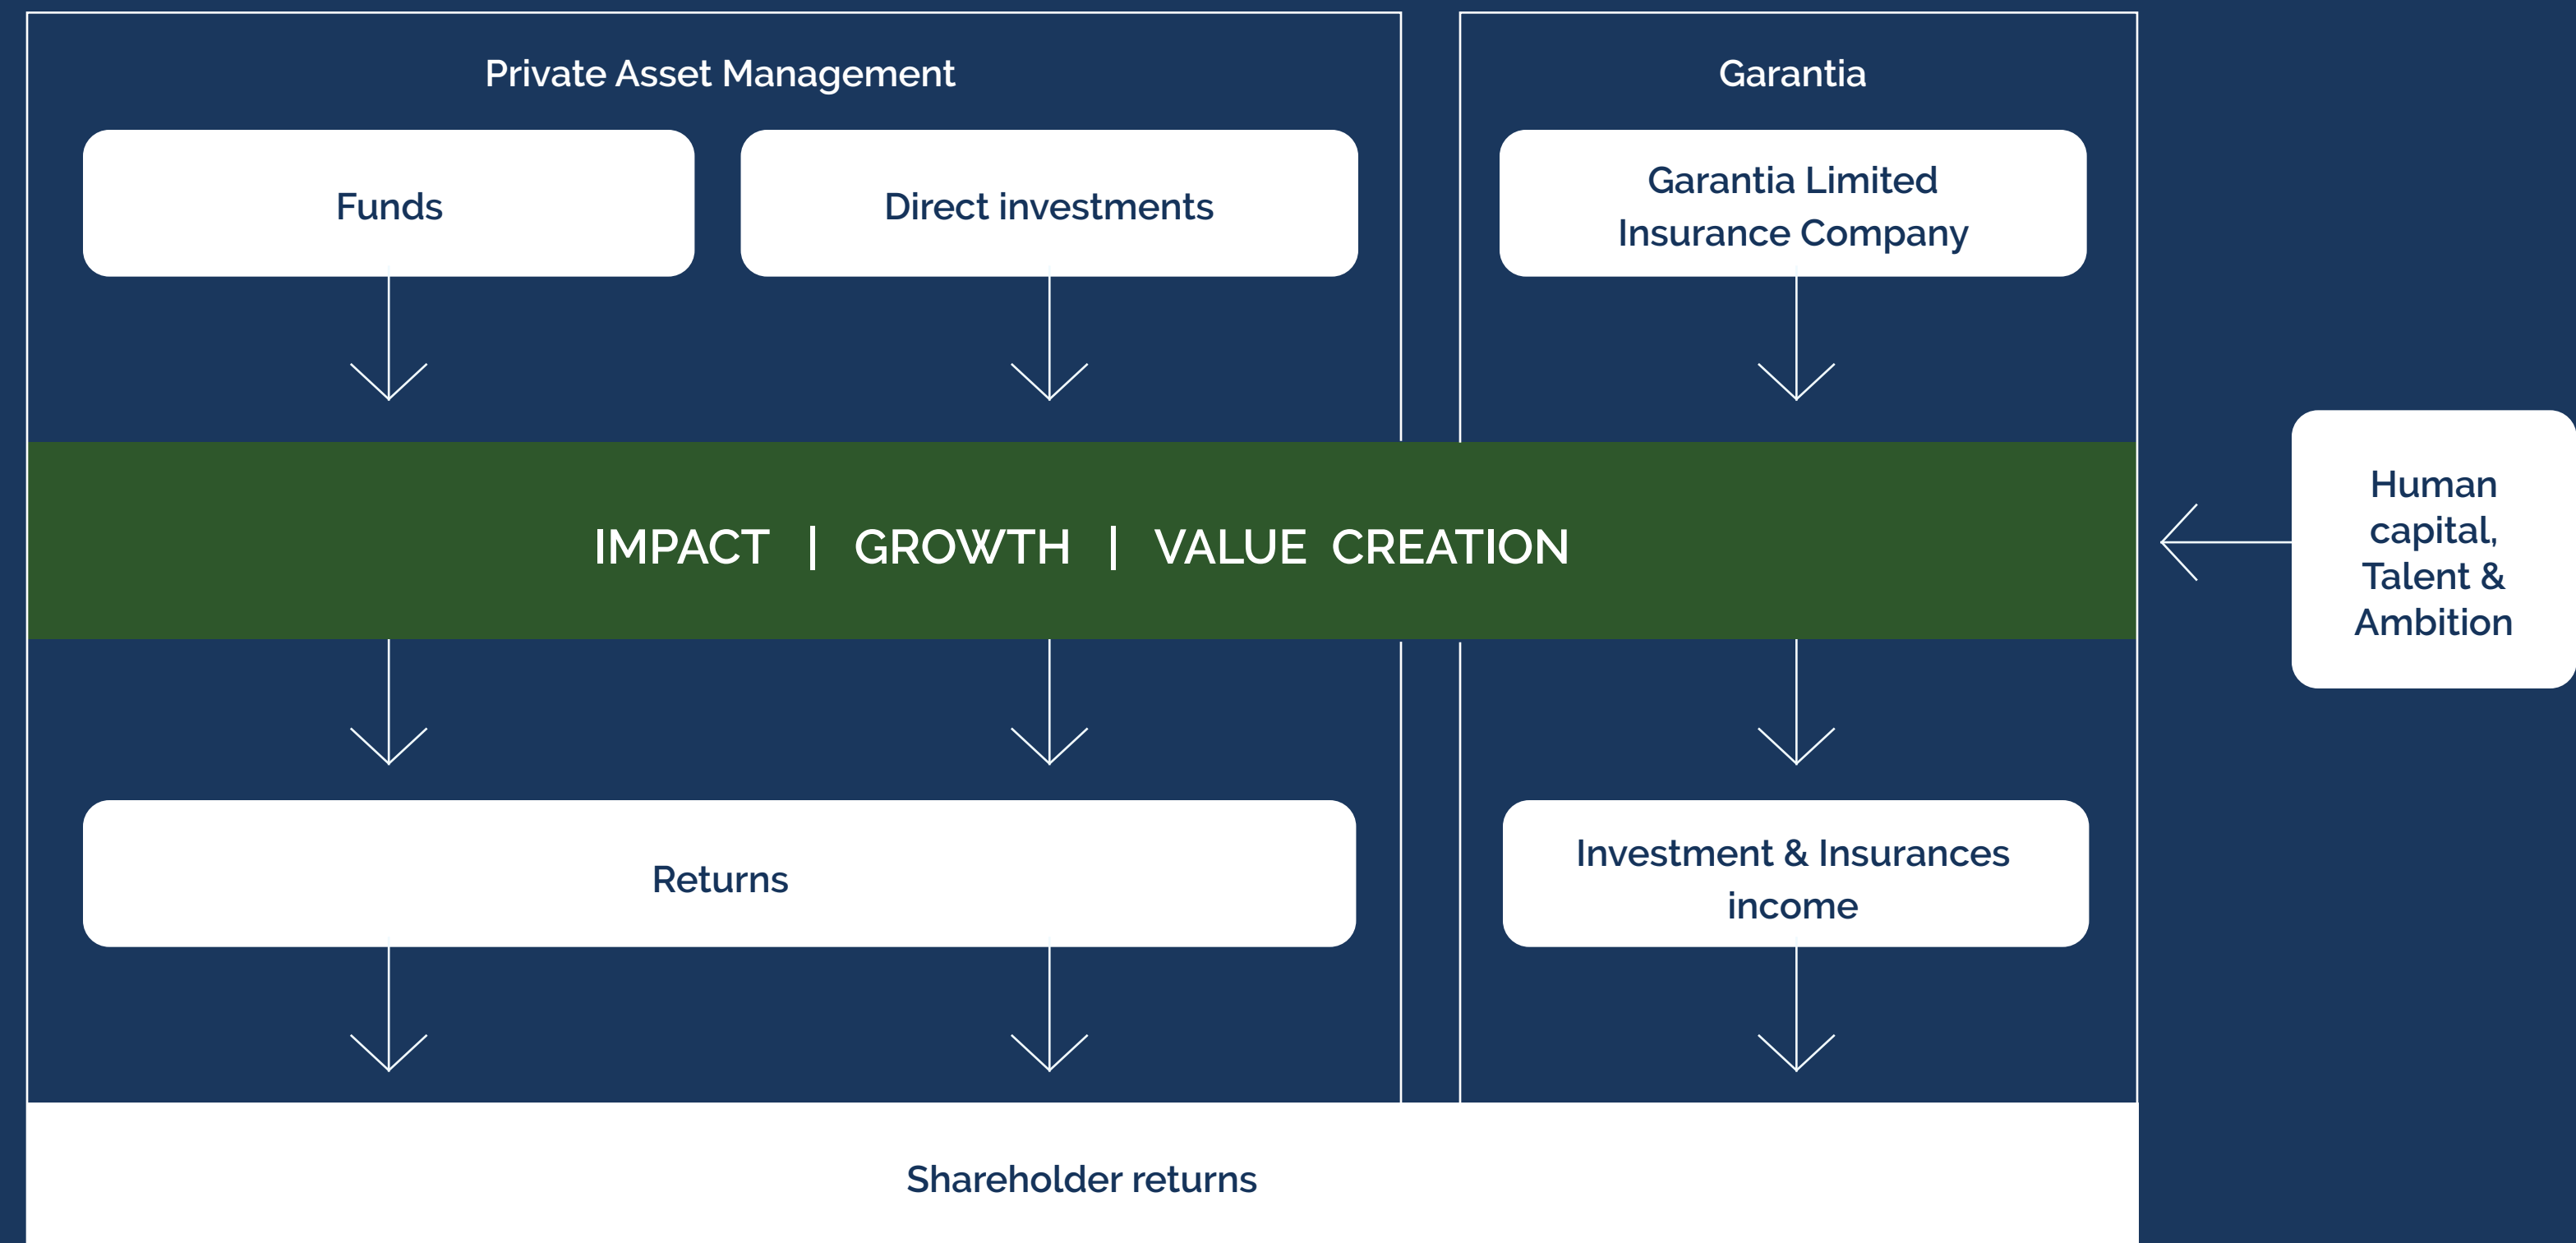 Private Asset Management
Garantia
Funds
Direct investments
Garantia Limited
Insurance Company
IMPACT | GROWTH | VALUE CREATION
Human
capital,
Talent &
Ambition
Returns
Investment & Insurances
income
Shareholder returns